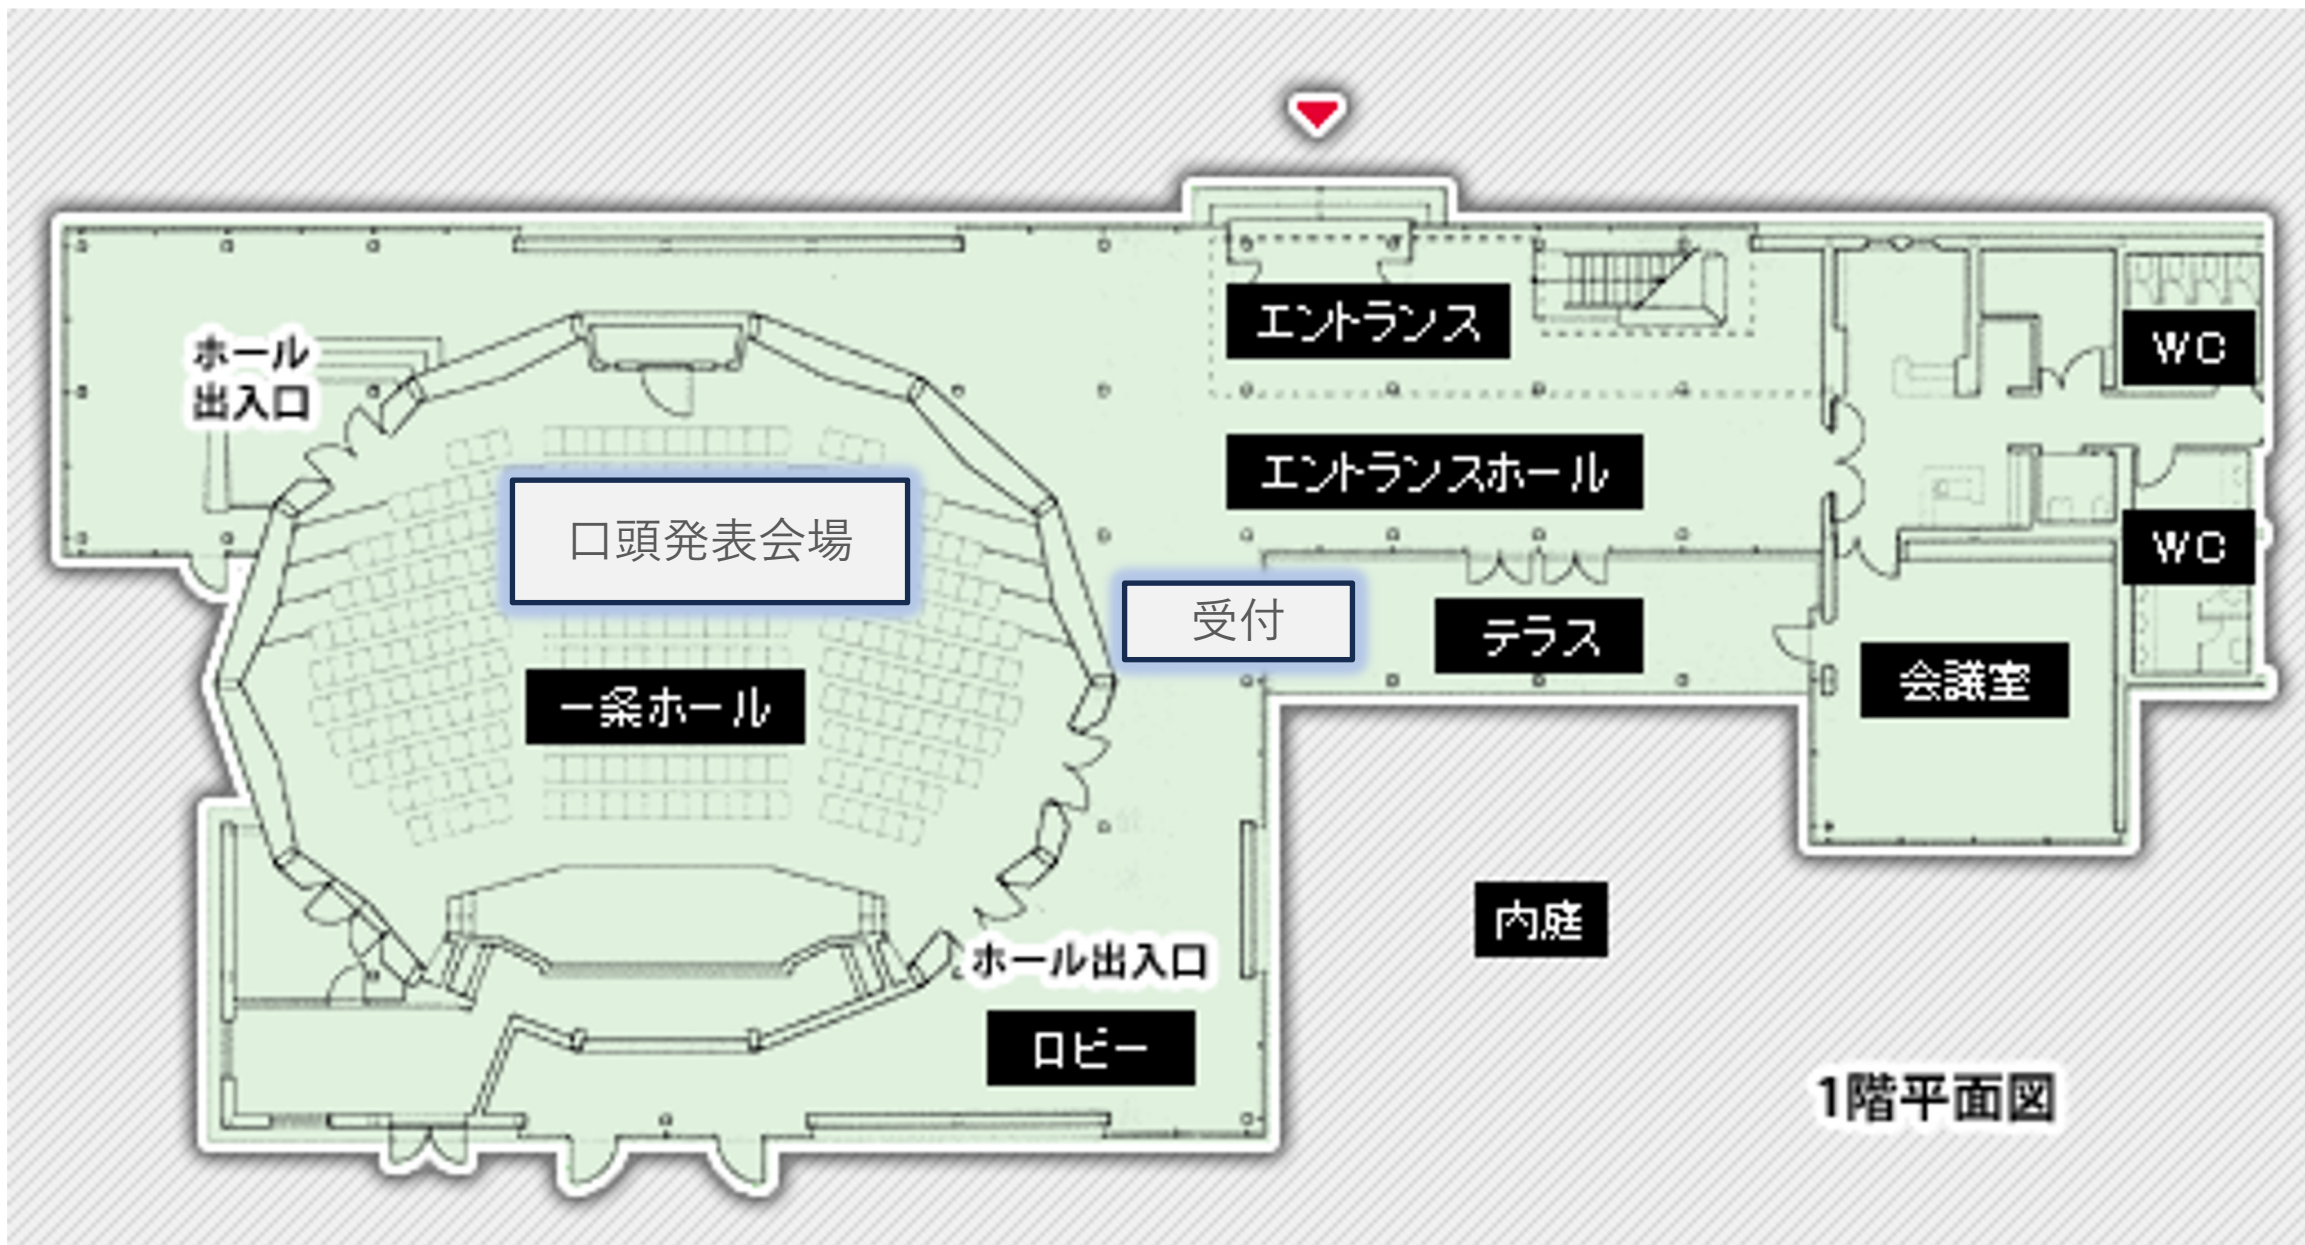 エントランス
ホール
出入口
WC
エントランスホール
口頭発表会場
WC
受付
テラス
会議室
一条ホール
内庭
ホール出入口
ロビー
1階平面図